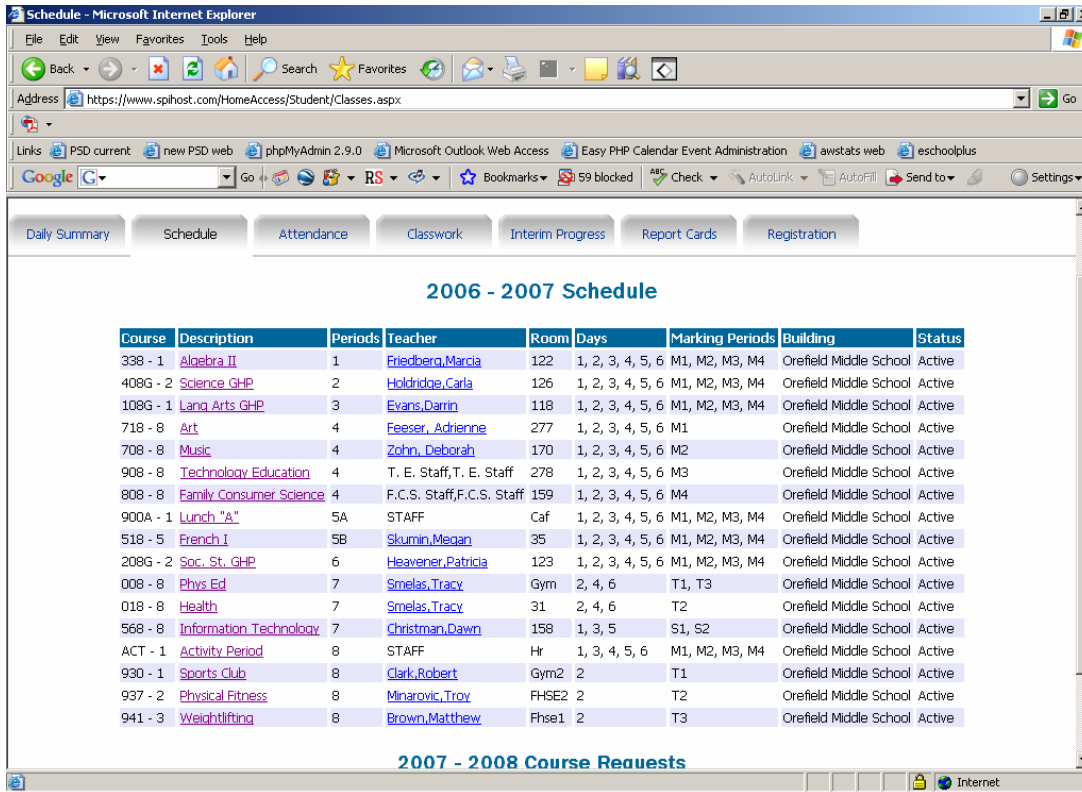 Schedule - Microsoft Internet Explorer
File Edit View Favorites Tools Help
Back Search Favorites
Address https://www.spihost.com/HomeAccess/Student/Classes.aspx Go
Links PSD current new PSD web phpMyAdmin 2.9.0 Microsoft Outlook Web Access Easy PHP Calendar Event Administration awstats web eschoolplus
Google G Go RS Bookmarks 59 blocked ABC Check AutoLink AutoFill Send to Settings
Daily Summary Schedule Attendance Classwork Interim Progress Report Cards Registration
2006 - 2007 Schedule
Course Description Periods Teacher Room Days Marking Periods Building Status
338 - 1 Algebra II 1 Friedberg,Marcia 122 1, 2, 3, 4, 5, 6 M1, M2, M3, M4 Orefield Middle School Active
408G - 2 Science GHP 2 Holdridge,Carla 126 1, 2, 3, 4, 5, 6 M1, M2, M3, M4 Orefield Middle School Active
108G - 1 Lang Arts GHP 3 Evans,Darrin 118 1, 2, 3, 4, 5, 6 M1, M2, M3, M4 Orefield Middle School Active
718 - 8 Art 4 Feeser, Adrienne 277 1, 2, 3, 4, 5, 6 M1 Orefield Middle School Active
708 - 8 Music 4 Zohn, Deborah 170 1, 2, 3, 4, 5, 6 M2 Orefield Middle School Active
908 - 8 Technology Education 4 T. E. Staff,T. E. Staff 278 1, 2, 3, 4, 5, 6 M3 Orefield Middle School Active
808 - 8 Family Consumer Science 4 F.C.S. Staff,F.C.S. Staff 159 1, 2, 3, 4, 5, 6 M4 Orefield Middle School Active
900A - 1 Lunch "A" 5A STAFF Caf 1, 2, 3, 4, 5, 6 M1, M2, M3, M4 Orefield Middle School Active
518 - 5 French I 5B Skumin,Megan 35 1, 2, 3, 4, 5, 6 M1, M2, M3, M4 Orefield Middle School Active
208G - 2 Soc. St. GHP 6 Heavener,Patricia 123 1, 2, 3, 4, 5, 6 M1, M2, M3, M4 Orefield Middle School Active
008 - 8 Phys Ed 7 Smelas,Tracy Gym 2, 4, 6 T1, T3 Orefield Middle School Active
018 - 8 Health 7 Smelas,Tracy 31 2, 4, 6 T2 Orefield Middle School Active
568 - 8 Information Technology 7 Christman,Dawn 158 1, 3, 5 S1, S2 Orefield Middle School Active
ACT - 1 Activity Period 8 STAFF Hr 1, 3, 4, 5, 6 M1, M2, M3, M4 Orefield Middle School Active
930 - 1 Sports Club 8 Clark,Robert Gym2 2 T1 Orefield Middle School Active
937 - 2 Physical Fitness 8 Minarovic,Troy FHSE2 2 T2 Orefield Middle School Active
941 - 3 Weightlifting 8 Brown,Matthew Fhse1 2 T3 Orefield Middle School Active
2007 - 2008 Course Requests
Internet